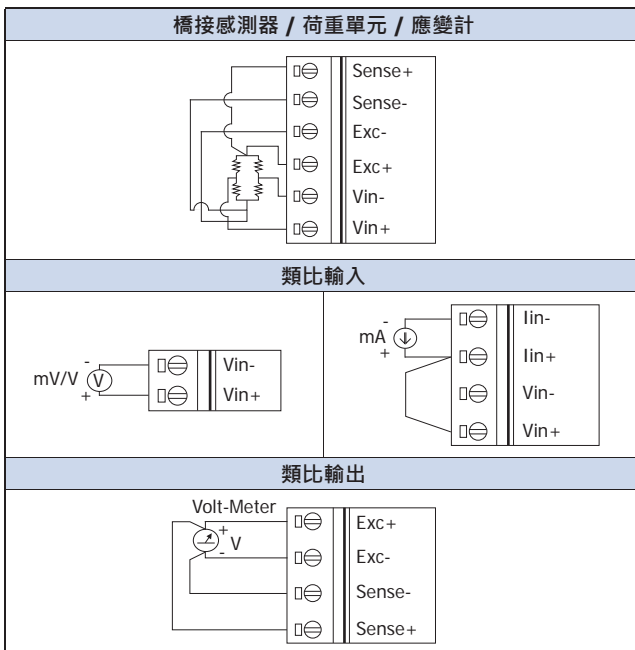 橋接感測器 / 荷重單元 / 應變計
Sense+
Sense-
Exc-
Exc+
Vin-
Vin+
類比輸入
mV/V
-
V
+
Vin-
Vin+
mA
-
+
Iin-
Iin+
Vin-
Vin+
類比輸出
Volt-Meter
+
V
-
Exc+
Exc-
Sense-
Sense+